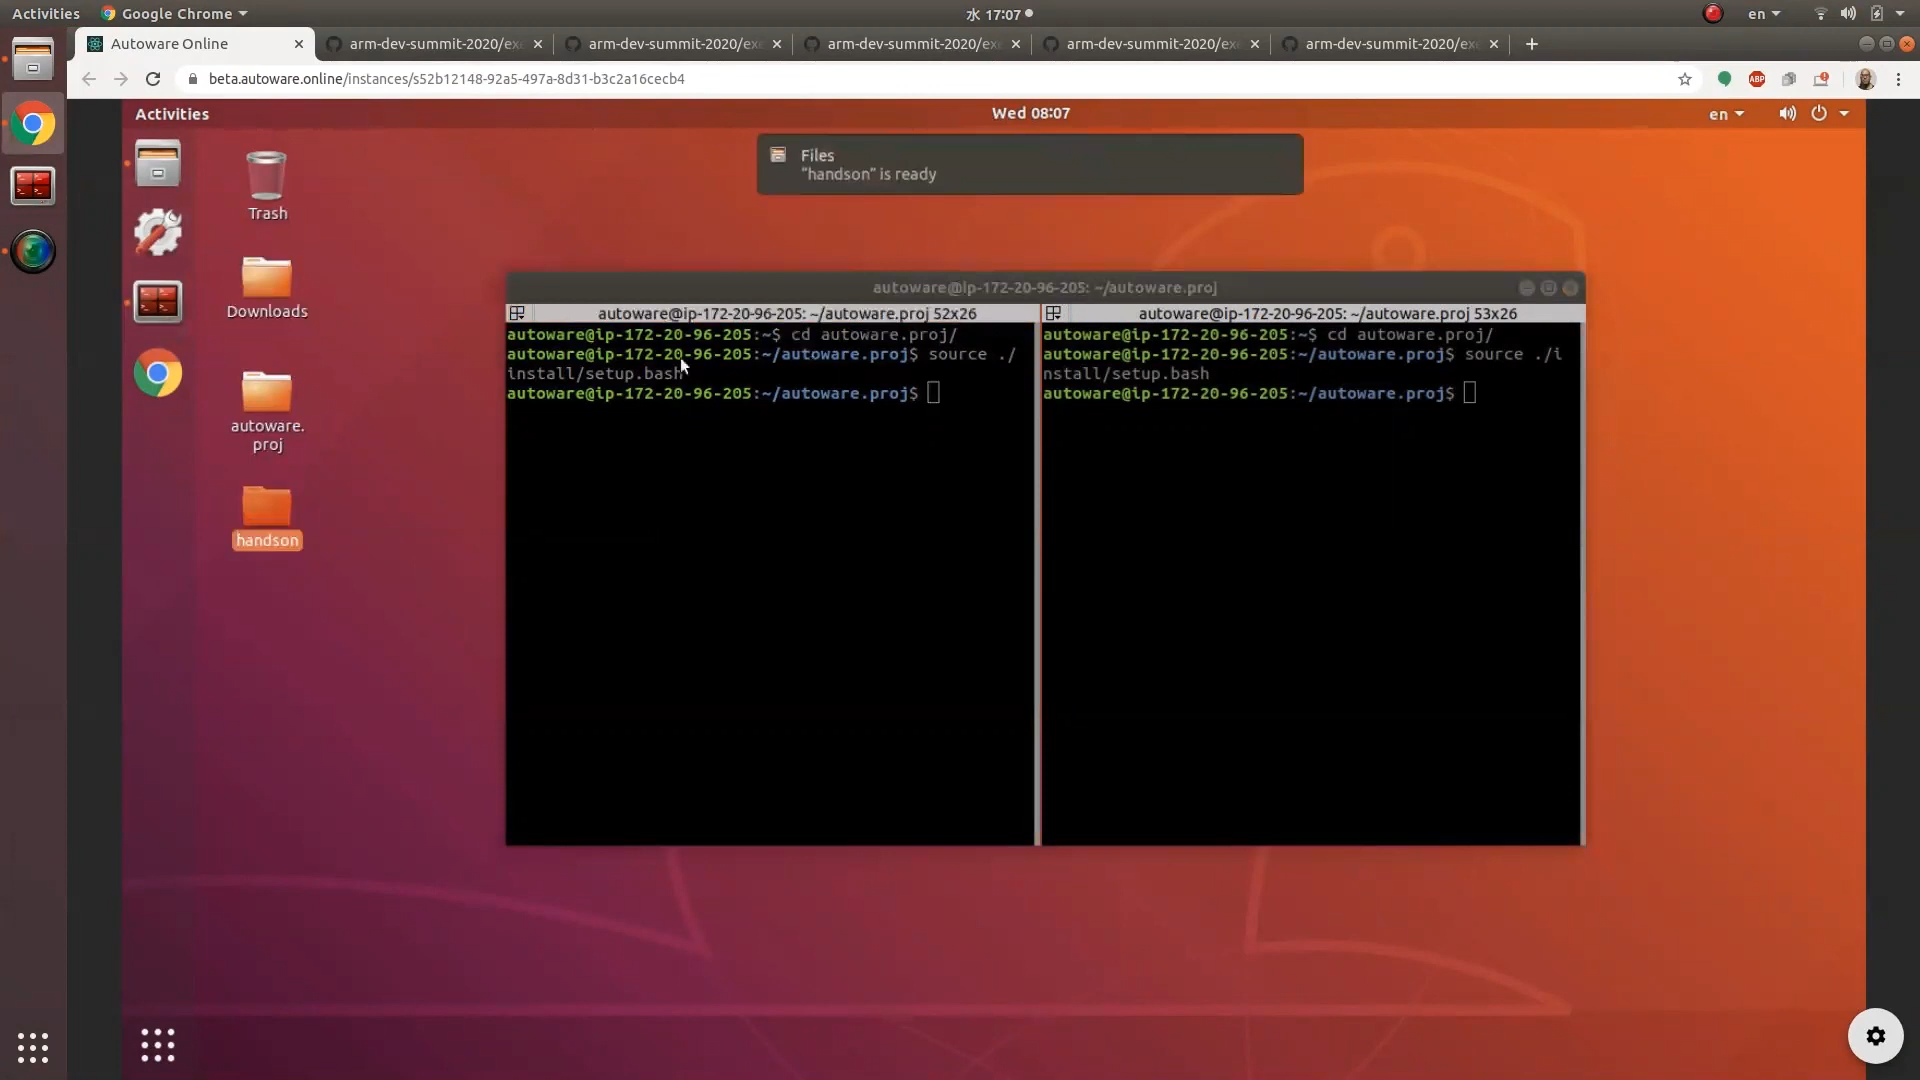 Activities
Google Chrome
水 17:07
en
Autoware Online
arm-dev-summit-2020/ex
arm-dev-summit-2020/ex
arm-dev-summit-2020/ex
arm-dev-summit-2020/ex
arm-dev-summit-2020/ex
beta.autoware.online/instances/s52b12148-92a5-497a-8d31-b3c2a16cecb4
ABP
Activities
Wed 08:07
en
Files
"handson" is ready
Trash
Downloads
autoware.
proj
handson
autoware@ip-172-20-96-205: ~/autoware.proj
autoware@ip-172-20-96-205: ~/autoware.proj 52x26
autoware@ip-172-20-96-205:~$ cd autoware.proj/
autoware@ip-172-20-96-205:~/autoware.proj$ source ./
install/setup.bash
autoware@ip-172-20-96-205:~/autoware.proj$
autoware@ip-172-20-96-205: ~/autoware.proj 53x26
autoware@ip-172-20-96-205:~$ cd autoware.proj/
autoware@ip-172-20-96-205:~/autoware.proj$ source ./i
nstall/setup.bash
autoware@ip-172-20-96-205:~/autoware.proj$